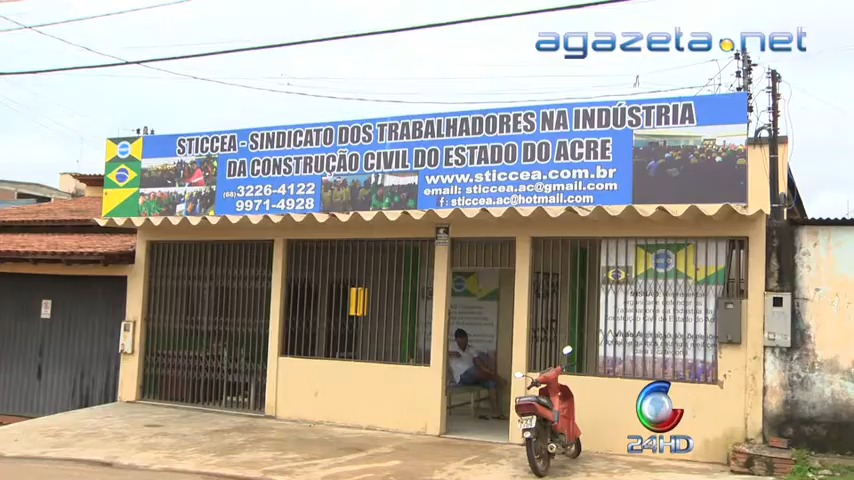 agazeta.net
STICCEA - SINDICATO DOS TRABALHADORES NA INDÚSTRIA
DA CONSTRUÇÃO CIVIL DO ESTADO DO ACRE
(68) 3226-4122
9971-4928
www.sticcea.com.br
email: sticcea.ac@gmail.com
f: sticcea.ac@hotmail.com
24HD